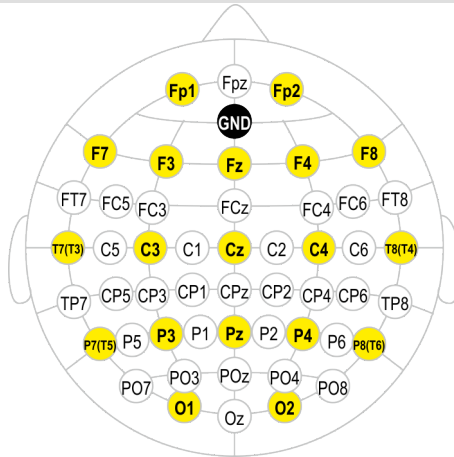 Fp1 Fpz Fp2
GND
F7 F3 Fz F4 F8
FT7 FC5 FC3 FCz FC4 FC6 FT8
T7(T3) C5 C3 C1 Cz C2 C4 C6 T8(T4)
TP7 CP5 CP3 CP1 CPz CP2 CP4 CP6 TP8
P7(T5) P5 P3 P1 Pz P2 P4 P6 P8(T6)
PO7 PO3 POz PO4 PO8
O1 Oz O2